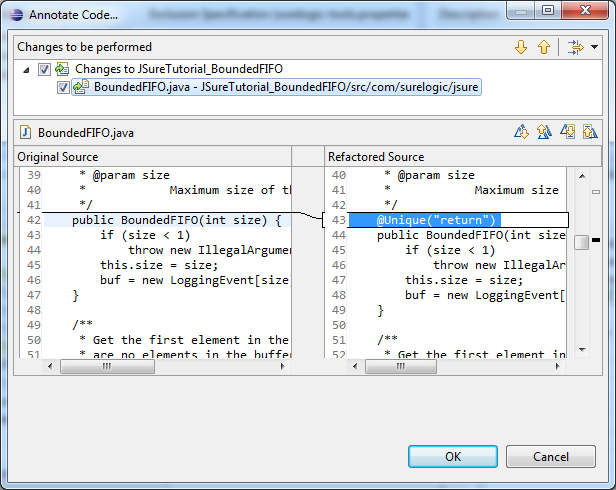 Annotate Code...
Changes to be performed
Changes to JSureTutorial_BoundedFIFO
BoundedFIFO.java - JSureTutorial_BoundedFIFO/src/com/surelogic/jsure
BoundedFIFO.java
Original Source
39 * @param size
40 * Maximum size of th
41 */
42 public BoundedFIFO(int size) {
43 if (size < 1)
44 throw new IllegalArgumen
45 this.size = size;
46 buf = new LoggingEvent[size
47 }
48
49 /**
50 * Get the first element in the
51 * are no elements in the buffe
Refactored Source
40 * @param size
41 * Maximum size
42 */
43 @Unique("return")
44 public BoundedFIFO(int size
45 if (size < 1)
46 throw new IllegalAr
47 this.size = size;
48 buf = new LoggingEvent[
49 }
50
51 /**
52 * Get the first element in
OK
Cancel